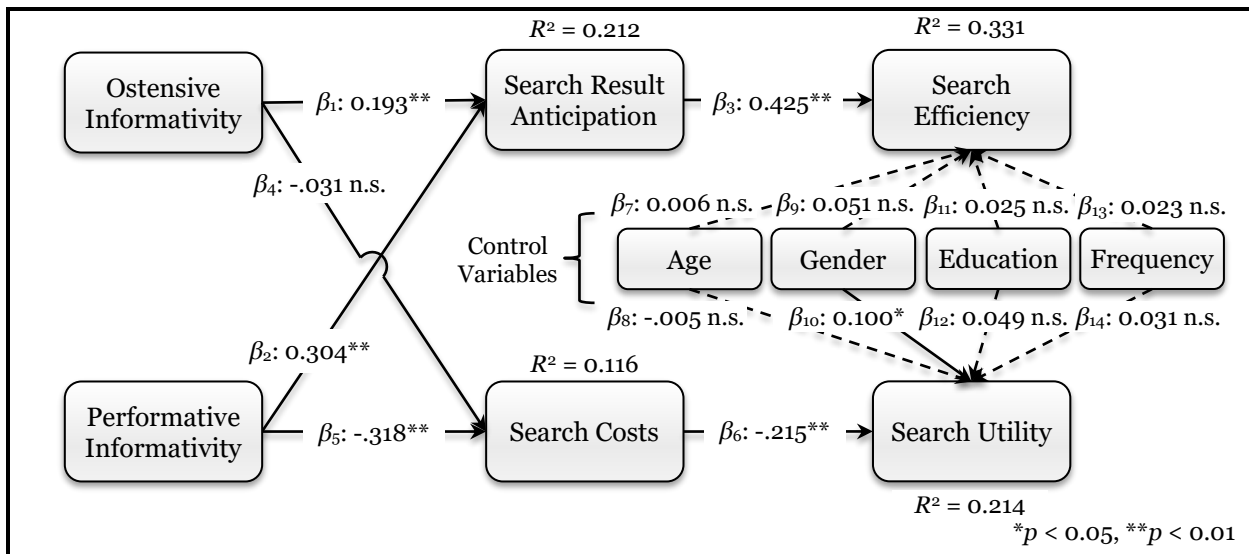 R² = 0.212
R² = 0.331
Ostensive
Informativity
β₁: 0.193**
Search Result
Anticipation
β₃: 0.425**
Search
Efficiency
β₄: -.031 n.s.
β₇: 0.006 n.s.
β₉: 0.051 n.s.
β₁₁: 0.025 n.s.
β₁₃: 0.023 n.s.
Control
Variables
Age
Gender
Education
Frequency
β₈: -.005 n.s.
β₁₀: 0.100*
β₁₂: 0.049 n.s.
β₁₄: 0.031 n.s.
β₂: 0.304**
R² = 0.116
Performative
Informativity
β₅: -.318**
Search Costs
β₆: -.215**
Search Utility
R² = 0.214
*p < 0.05, **p < 0.01